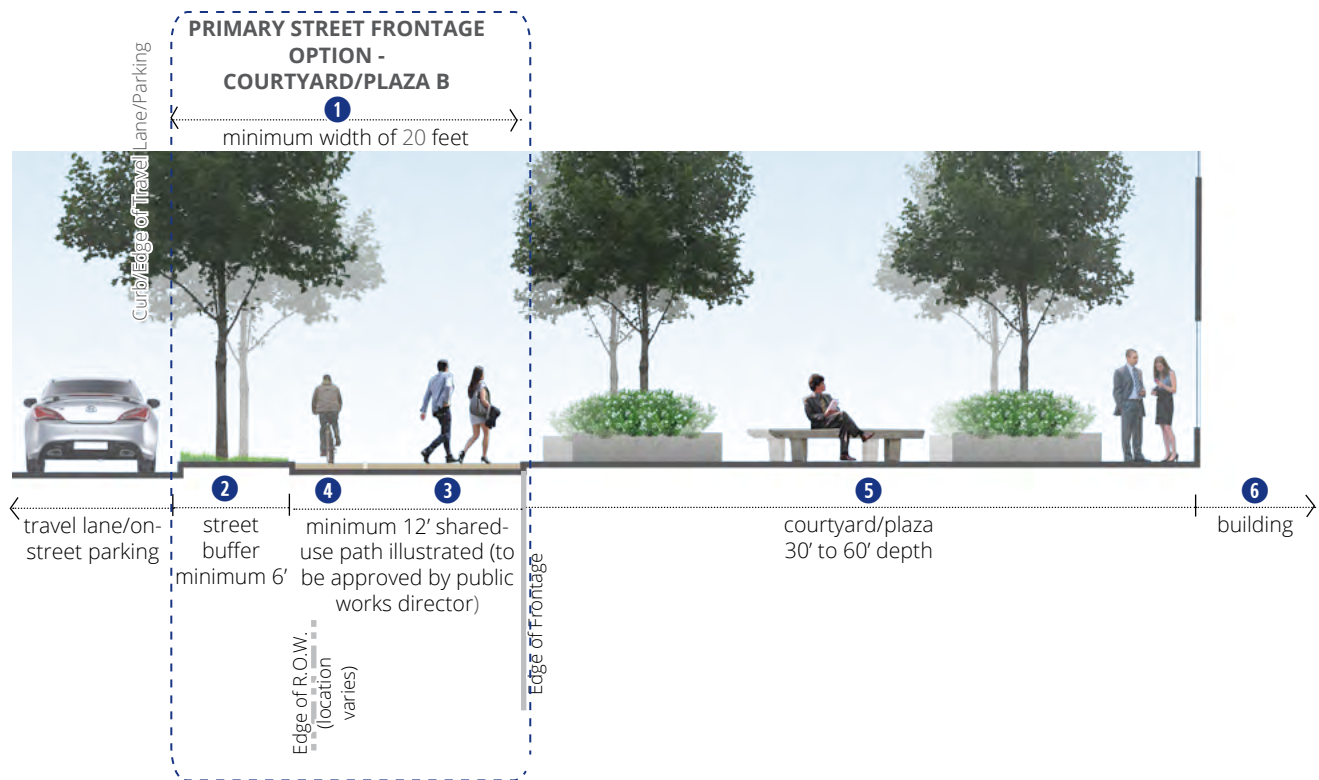 PRIMARY STREET FRONTAGE
OPTION -
COURTYARD/PLAZA B
1
minimum width of 20 feet
Curb/Edge of Travel Lane/Parking
2
4
3
5
6
travel lane/on-
street parking
street
buffer
minimum 6’
minimum 12’ shared-
use path illustrated (to
be approved by public
works director)
courtyard/plaza
30’ to 60’ depth
building
Edge of R.O.W.
(location
varies)
Edge of Frontage